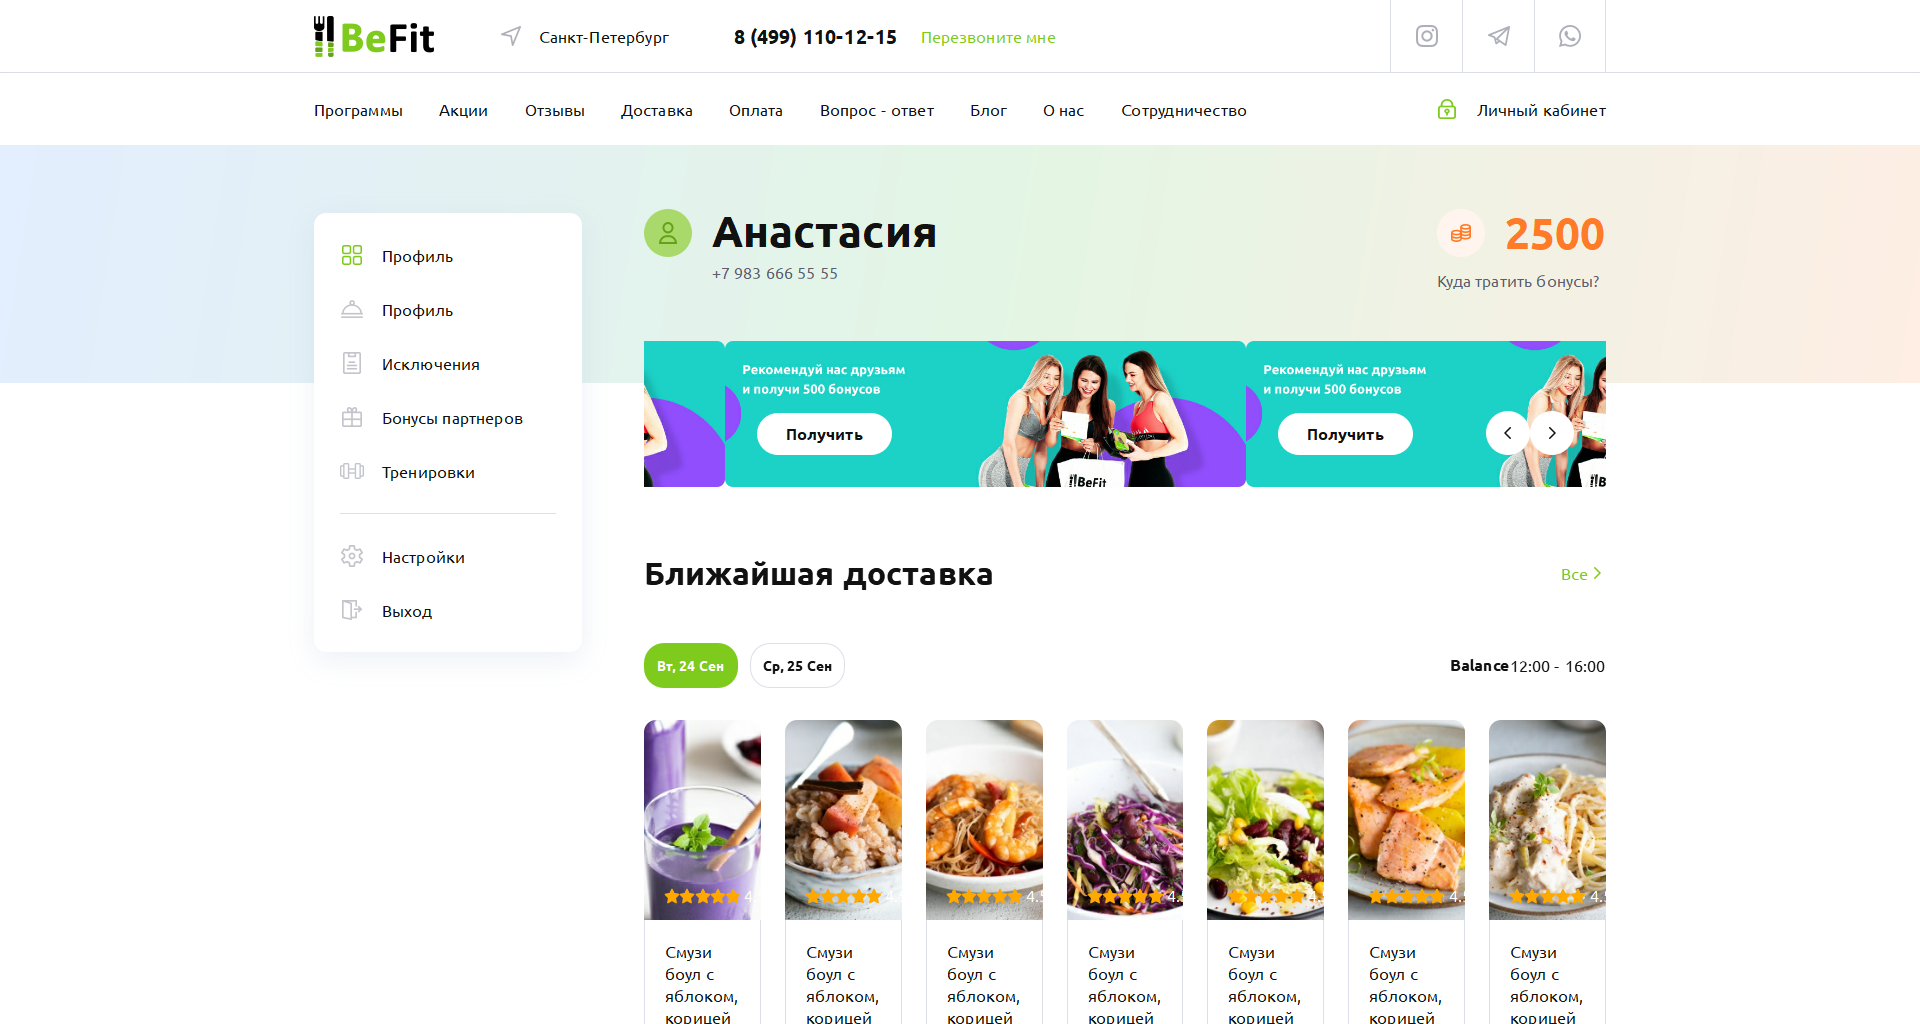 BeFit
Санкт-Петербург
8 (499) 110-12-15
Перезвоните мне
Программы
Акции
Отзывы
Доставка
Оплата
Вопрос - ответ
Блог
О нас
Сотрудничество
Личный кабинет
Профиль
Профиль
Исключения
Бонусы партнеров
Тренировки
Настройки
Выход
Анастасия
+7 983 666 55 55
2500
Куда тратить бонусы?
Рекомендуй нас друзьям
и получи 500 бонусов
Получить
BeFit
Рекомендуй нас друзьям
и получи 500 бонусов
Получить
Ближайшая доставка
Все
Вт, 24 Сен
Ср, 25 Сен
Balance
12:00 - 16:00
Смузи
боул с
яблоком,
корицей
Смузи
боул с
яблоком,
корицей
Смузи
боул с
яблоком,
корицей
Смузи
боул с
яблоком,
корицей
Смузи
боул с
яблоком,
корицей
Смузи
боул с
яблоком,
корицей
Смузи
боул с
яблоком,
корицей